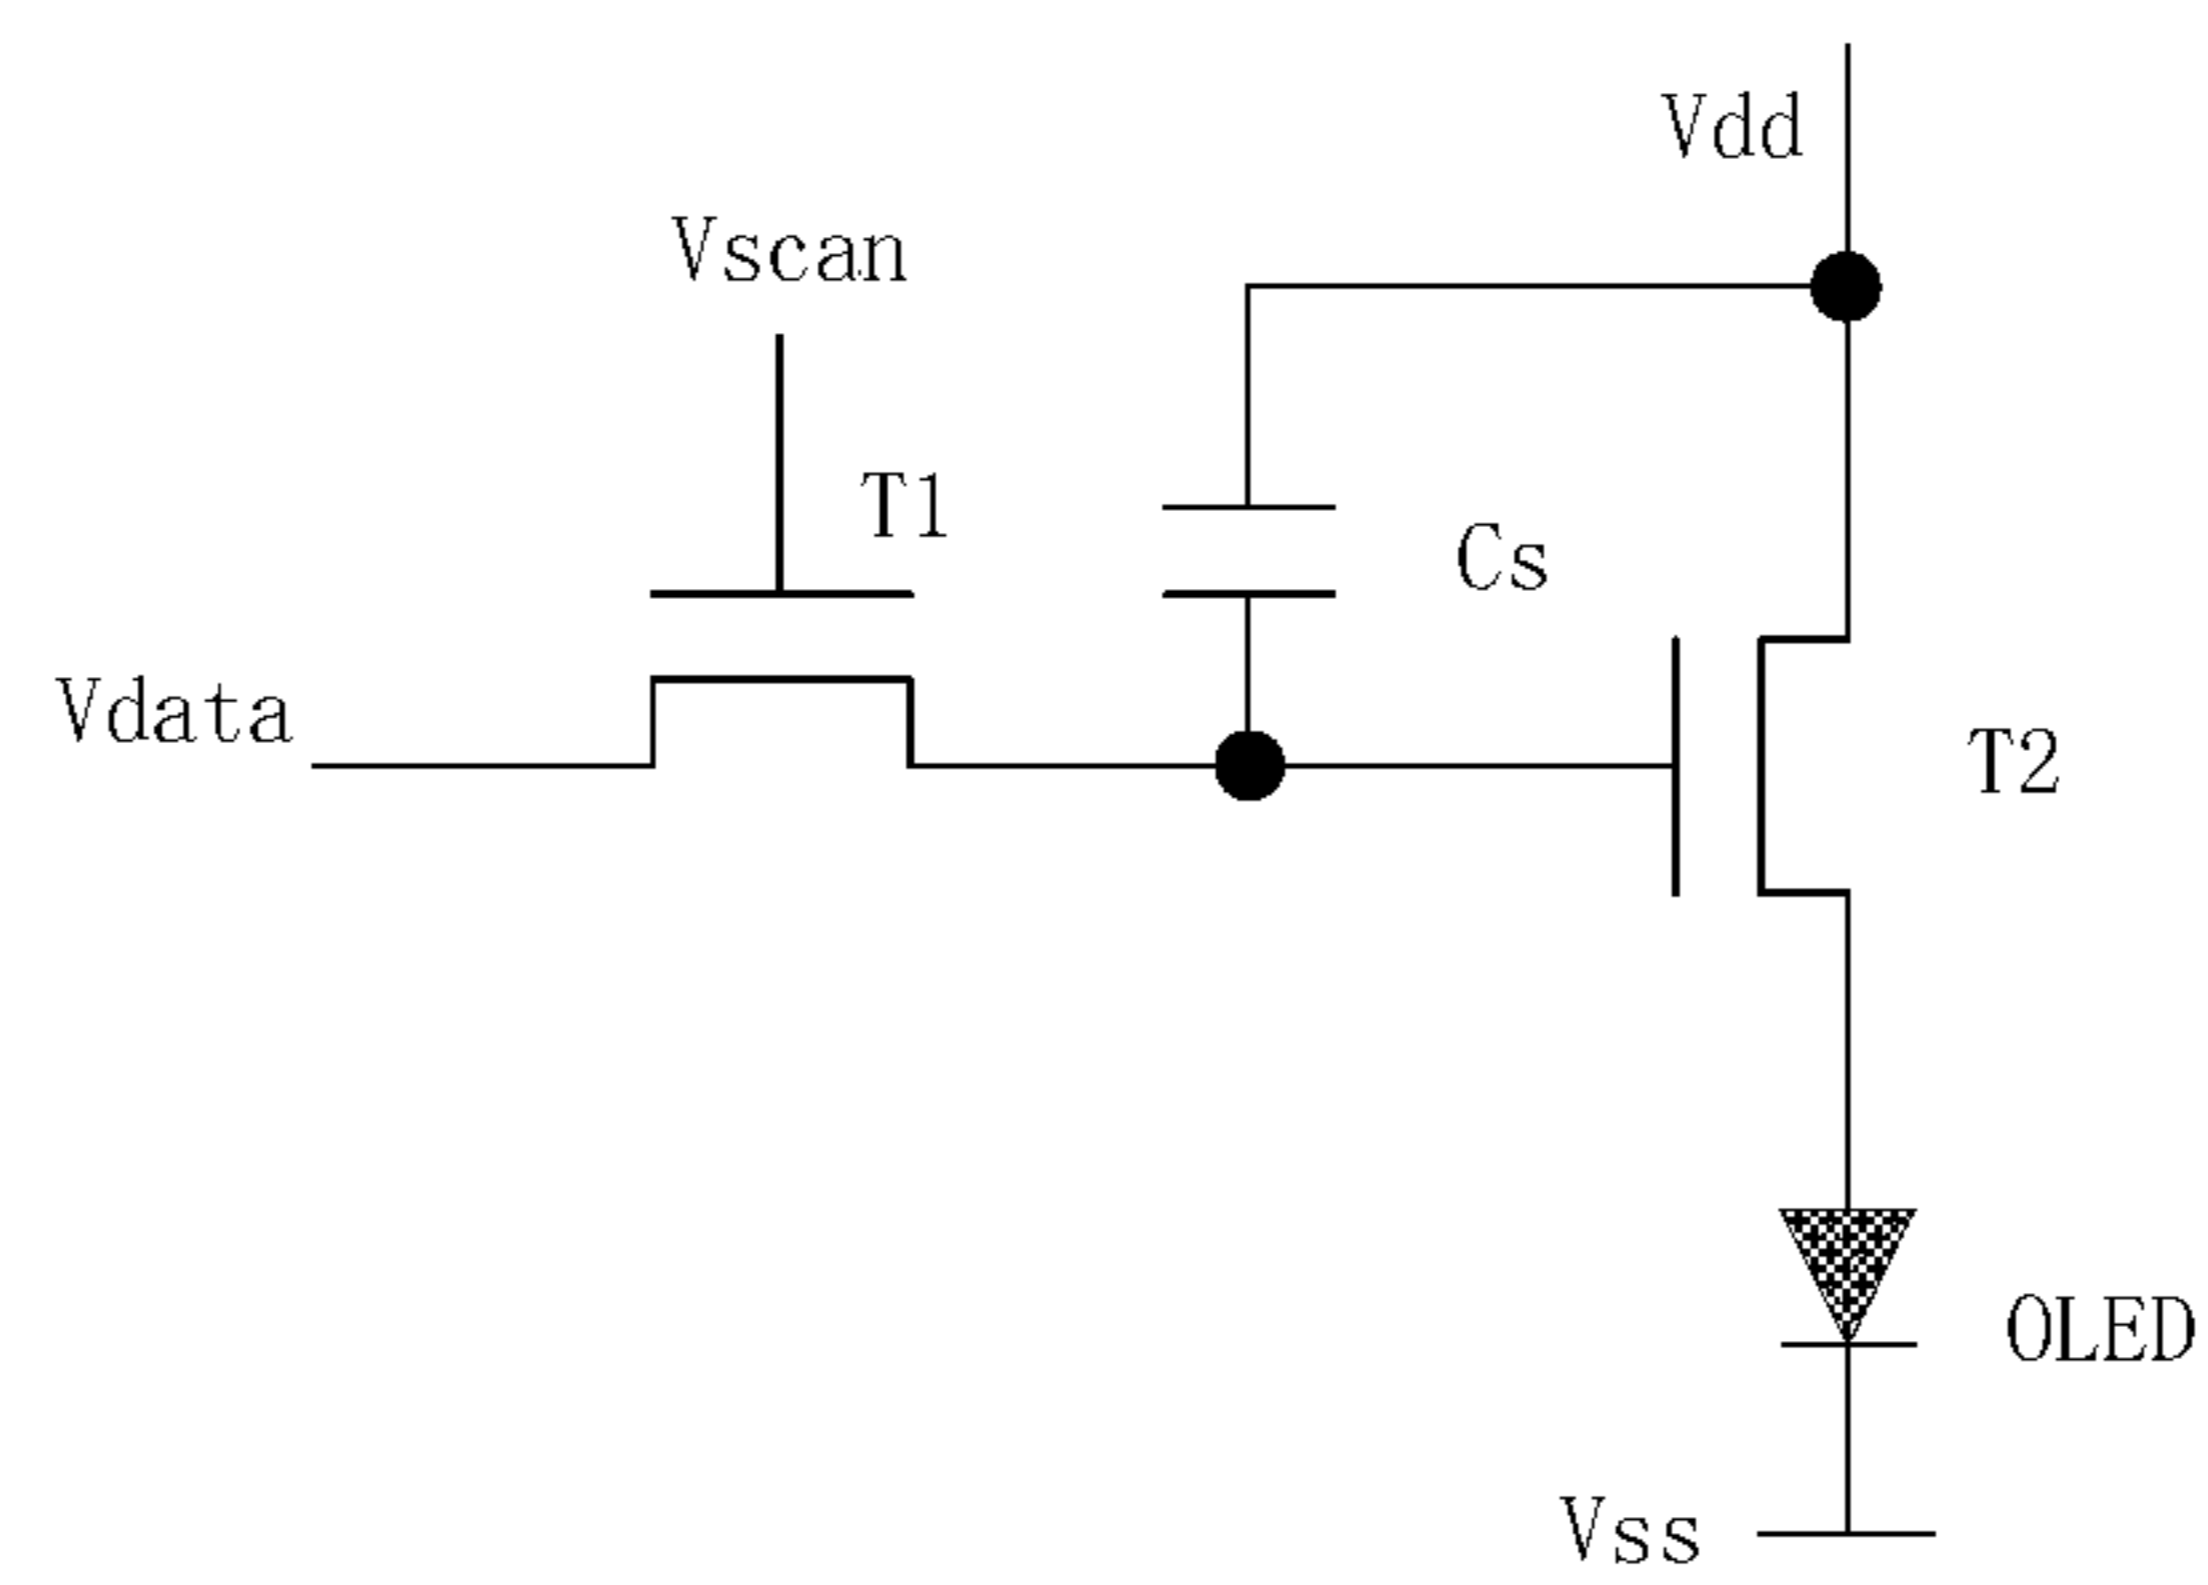 Vdd
Vscan
T1
Cs
Vdata
T2
OLED
Vss